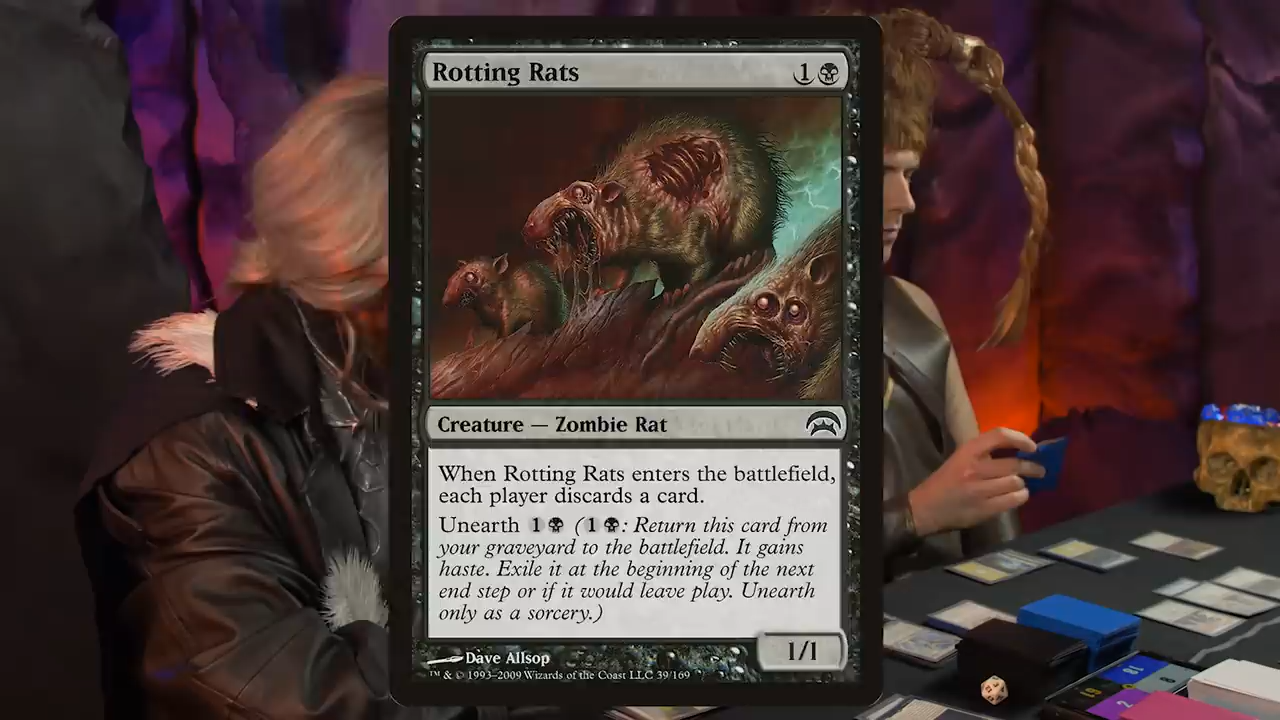 Rotting Rats 1
Creature — Zombie Rat
When Rotting Rats enters the battlefield,
each player discards a card.
Unearth 1 (1: Return this card from
your graveyard to the battlefield. It gains
haste. Exile it at the beginning of the next
end step or if it would leave play. Unearth
only as a sorcery.)
1/1
Dave Allsop
™ & © 1993–2009 Wizards of the Coast LLC 39/169